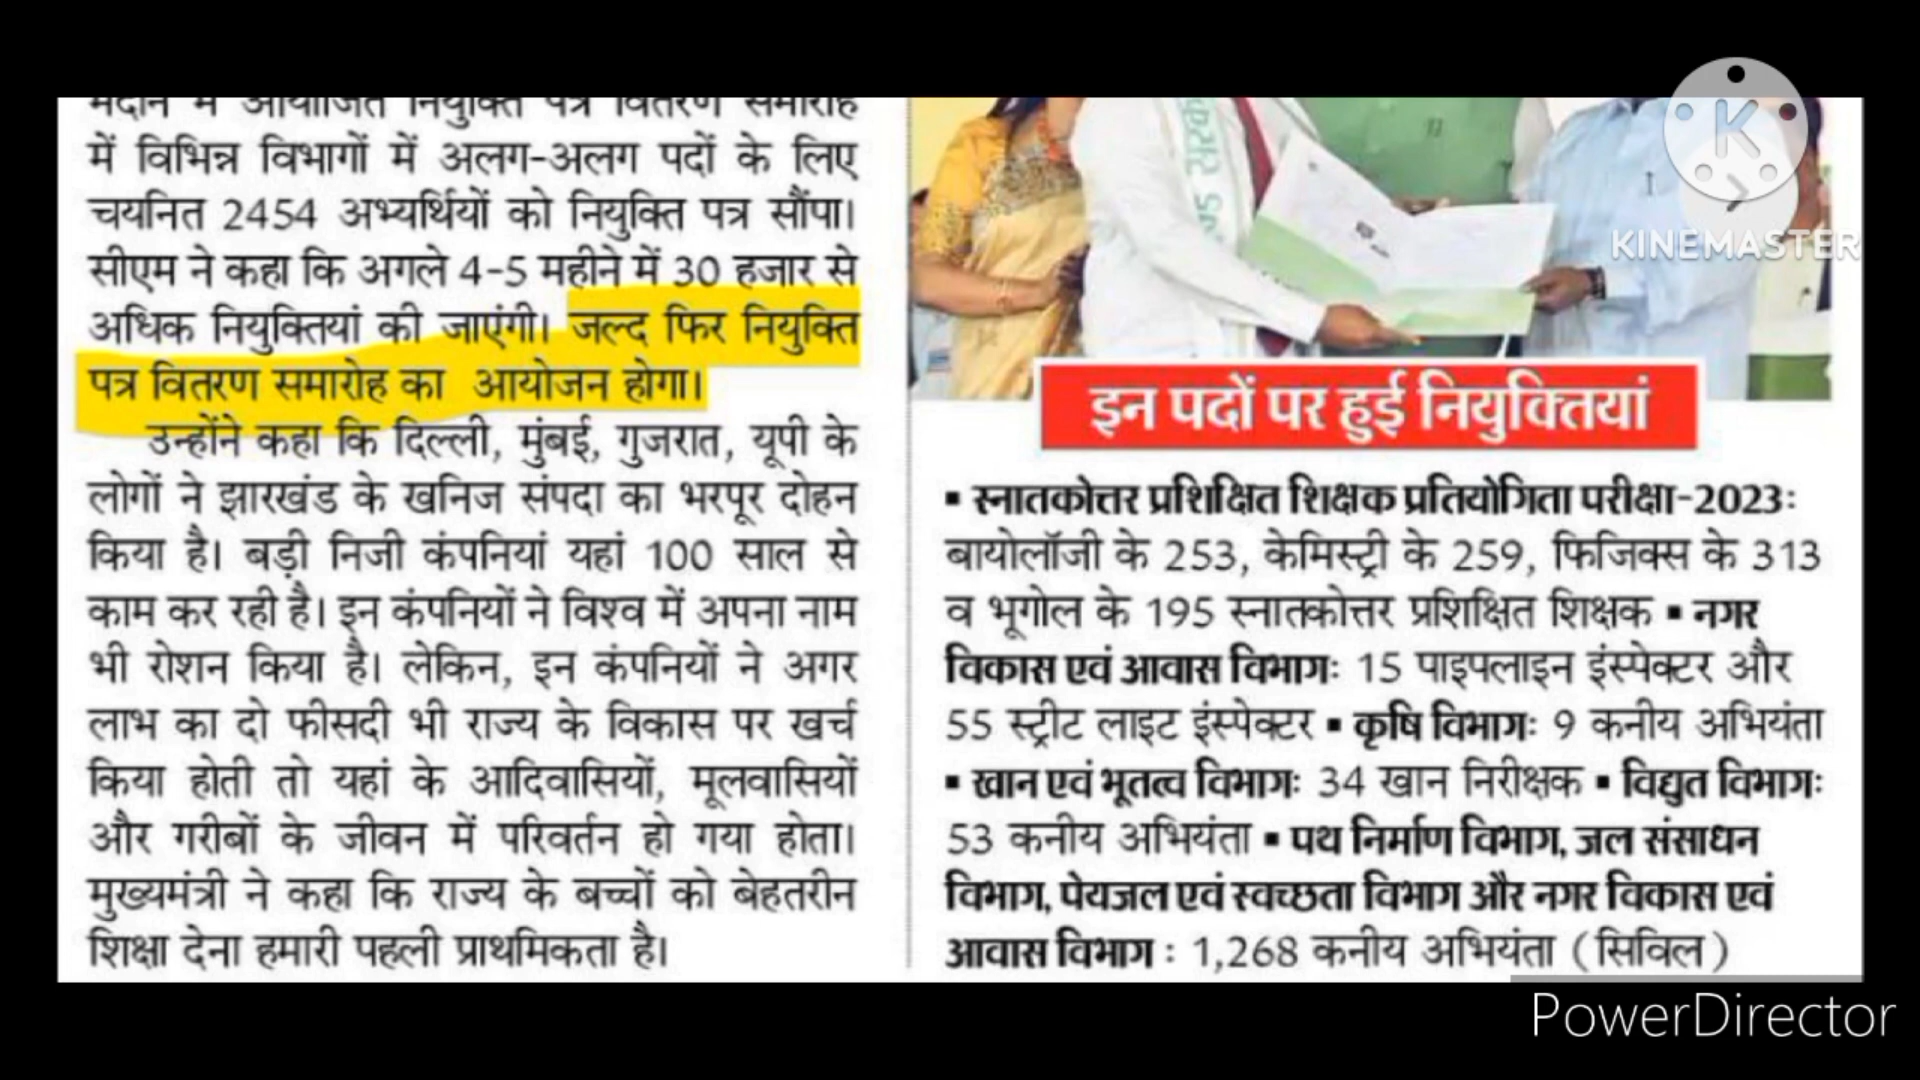 मैदान में आयोजित नियुक्ति पत्र वितरण समारोह
में विभिन्न विभागों में अलग-अलग पदों के लिए
चयनित 2454 अभ्यर्थियों को नियुक्ति पत्र सौंपा।
सीएम ने कहा कि अगले 4-5 महीने में 30 हजार से
अधिक नियुक्तियां की जाएंगी। जल्द फिर नियुक्ति
पत्र वितरण समारोह का आयोजन होगा।
उन्होंने कहा कि दिल्ली, मुंबई, गुजरात, यूपी के
लोगों ने झारखंड के खनिज संपदा का भरपूर दोहन
किया है। बड़ी निजी कंपनियां यहां 100 साल से
काम कर रही है। इन कंपनियों ने विश्व में अपना नाम
भी रोशन किया है। लेकिन, इन कंपनियों ने अगर
लाभ का दो फीसदी भी राज्य के विकास पर खर्च
किया होती तो यहां के आदिवासियों, मूलवासियों
और गरीबों के जीवन में परिवर्तन हो गया होता।
मुख्यमंत्री ने कहा कि राज्य के बच्चों को बेहतरीन
शिक्षा देना हमारी पहली प्राथमिकता है।
इन पदों पर हुई नियुक्तियां
▪ स्नातकोत्तर प्रशिक्षित शिक्षक प्रतियोगिता परीक्षा-2023:
बायोलॉजी के 253, केमिस्ट्री के 259, फिजिक्स के 313
व भूगोल के 195 स्नातकोत्तर प्रशिक्षित शिक्षक ▪ नगर
विकास एवं आवास विभाग: 15 पाइपलाइन इंस्पेक्टर और
55 स्ट्रीट लाइट इंस्पेक्टर ▪ कृषि विभाग: 9 कनीय अभियंता
▪ खान एवं भूतत्व विभाग: 34 खान निरीक्षक ▪ विद्युत विभाग:
53 कनीय अभियंता ▪ पथ निर्माण विभाग, जल संसाधन
विभाग, पेयजल एवं स्वच्छता विभाग और नगर विकास एवं
आवास विभाग : 1,268 कनीय अभियंता (सिविल)
K
KINEMASTER
PowerDirector